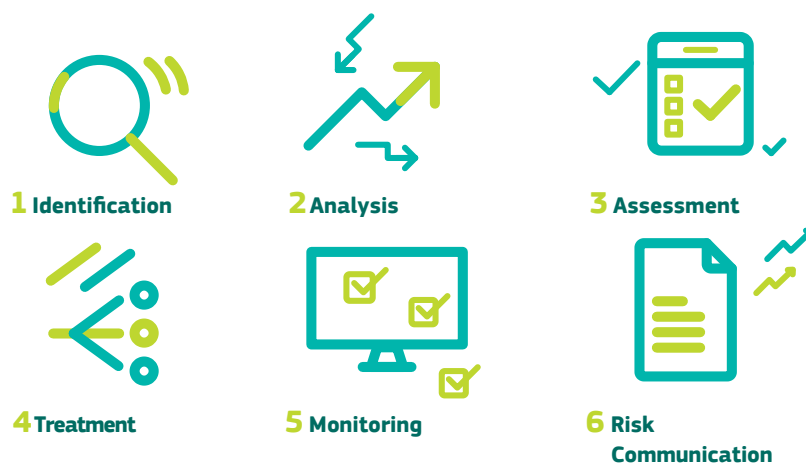 1 Identification
2 Analysis
3 Assessment
4 Treatment
5 Monitoring
6 Risk
Communication